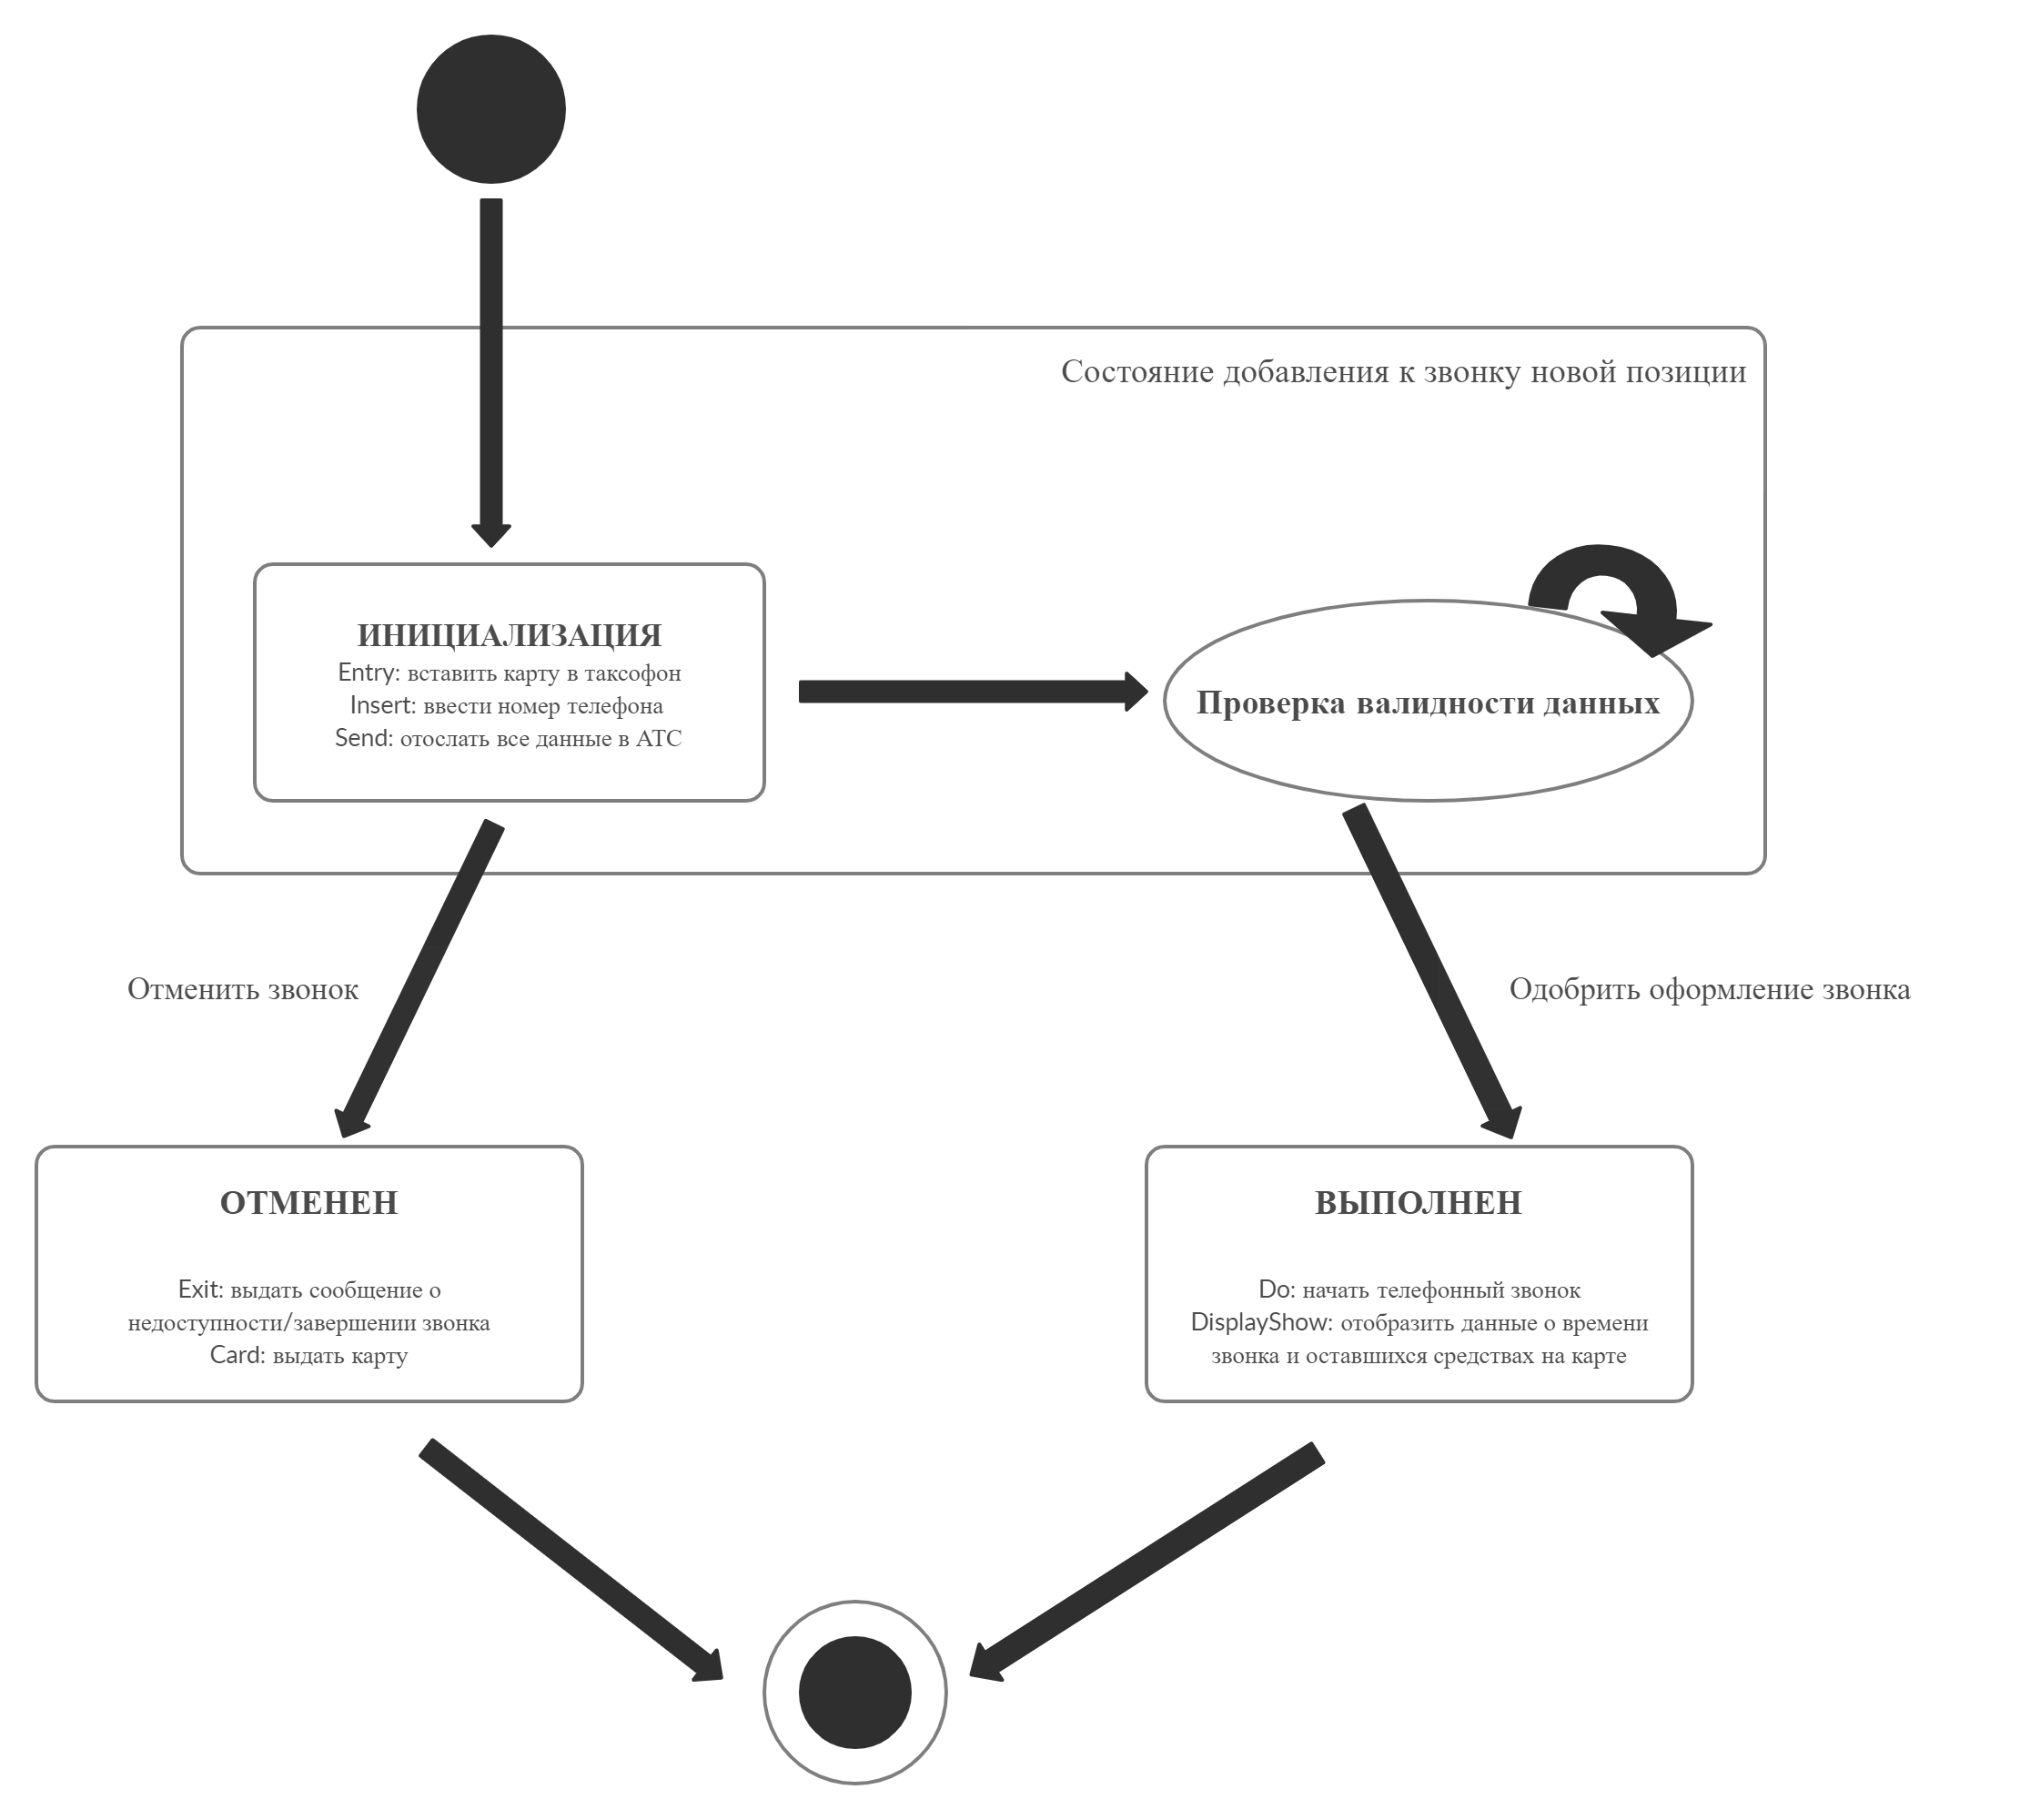 Состояние добавления к звонку новой позиции
ИНИЦИАЛИЗАЦИЯ
Entry: вставить карту в таксофон
Insert: ввести номер телефона
Send: отослать все данные в АТС
Проверка валидности данных
Отменить звонок
Одобрить оформление звонка
ОТМЕНЕН
Exit: выдать сообщение о
недоступности/завершении звонка
Card: выдать карту
ВЫПОЛНЕН
Do: начать телефонный звонок
DisplayShow: отобразить данные о времени
звонка и оставшихся средствах на карте